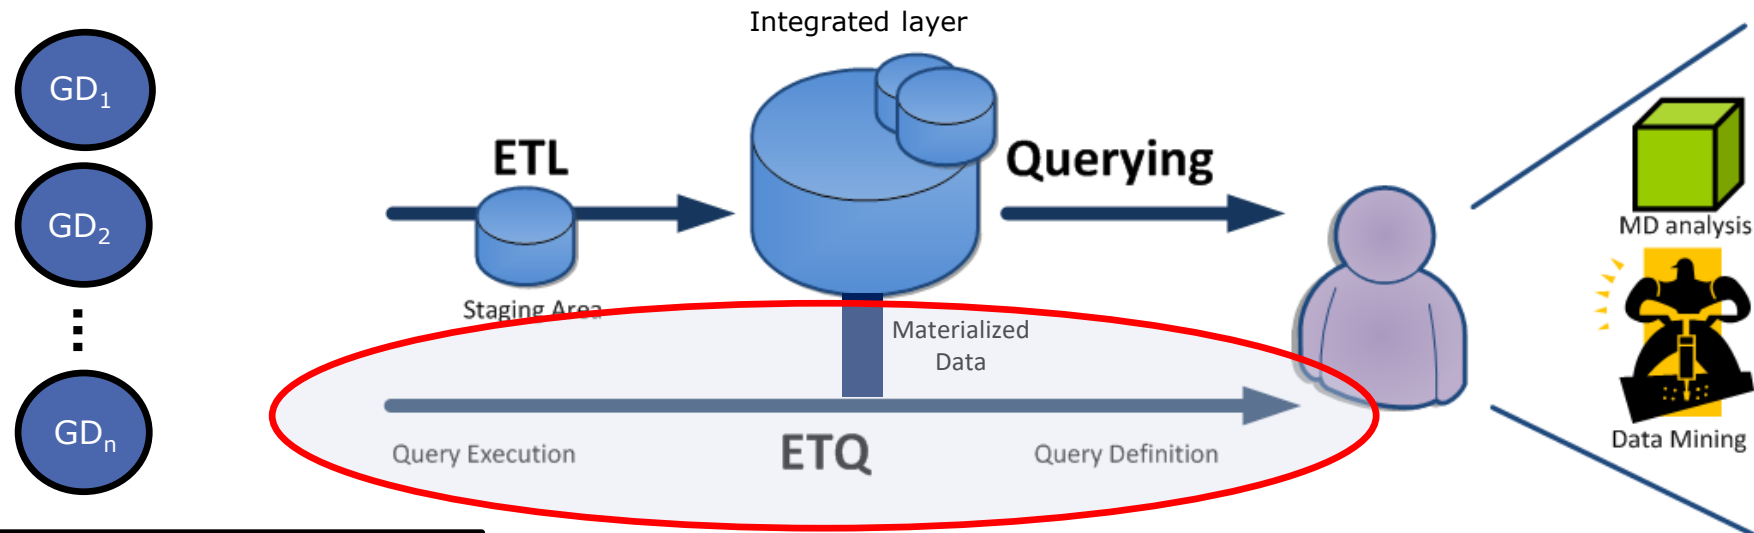 Integrated layer
GD1
GD2
⋮
GDn
ETL
Staging Area
Querying
Materialized
Data
Query Execution
ETQ
Query Definition
MD analysis
Data Mining